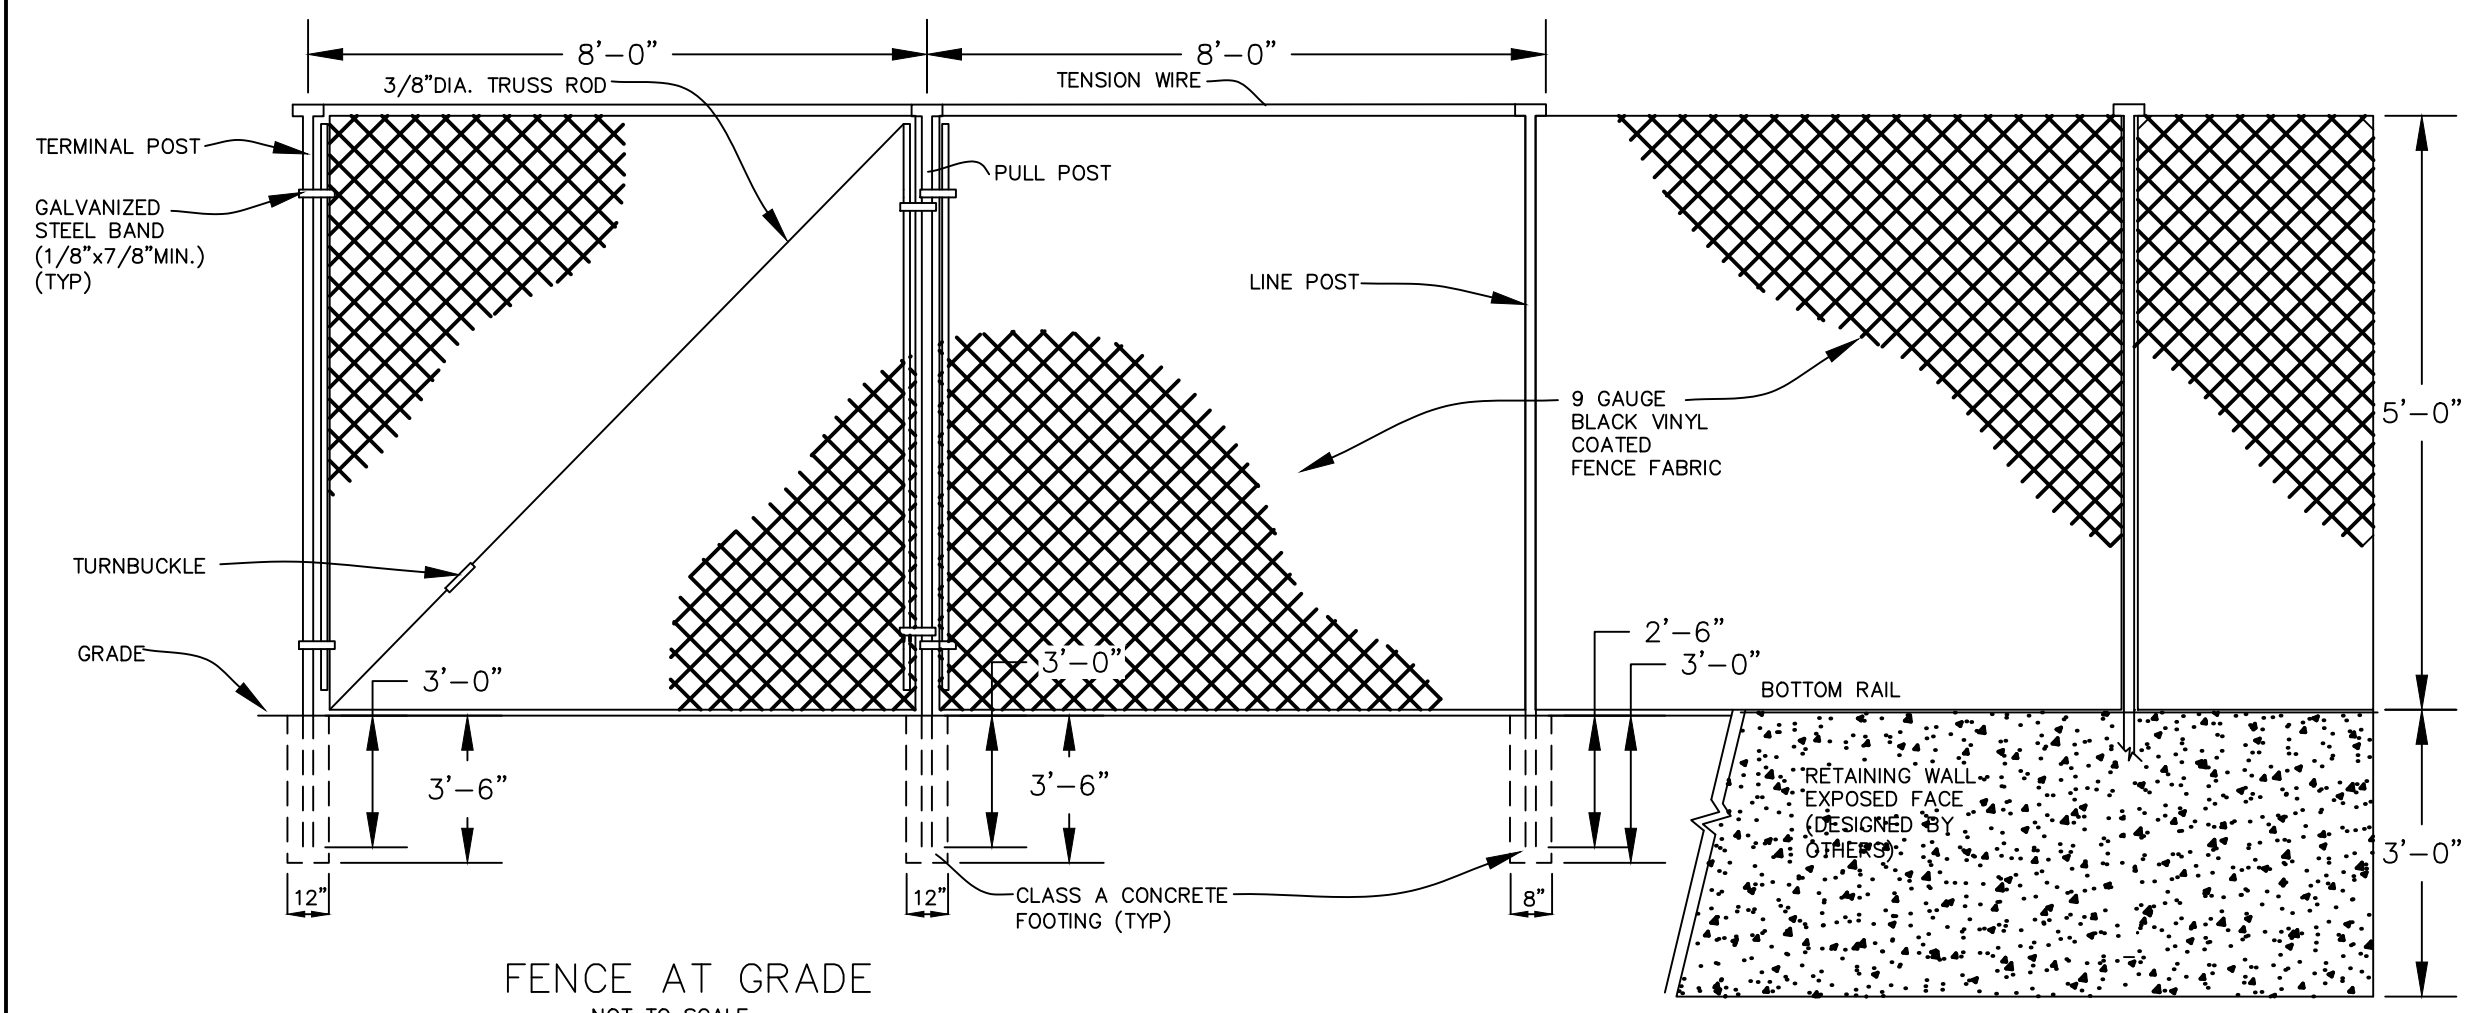 8'-0"
8'-0"
3/8"DIA. TRUSS ROD
TENSION WIRE
TERMINAL POST
PULL POST
GALVANIZED
STEEL BAND
(1/8"x7/8"MIN.)
(TYP)
LINE POST
9 GAUGE
BLACK VINYL
COATED
FENCE FABRIC
5'-0"
TURNBUCKLE
GRADE
3'-0"
3'-0"
2'-6"
3'-0"
BOTTOM RAIL
3'-6"
3'-6"
RETAINING WALL
EXPOSED FACE
(DESIGNED BY
OTHERS)
3'-0"
12"
12"
8"
CLASS A CONCRETE
FOOTING (TYP)
FENCE AT GRADE
NOT TO SCALE